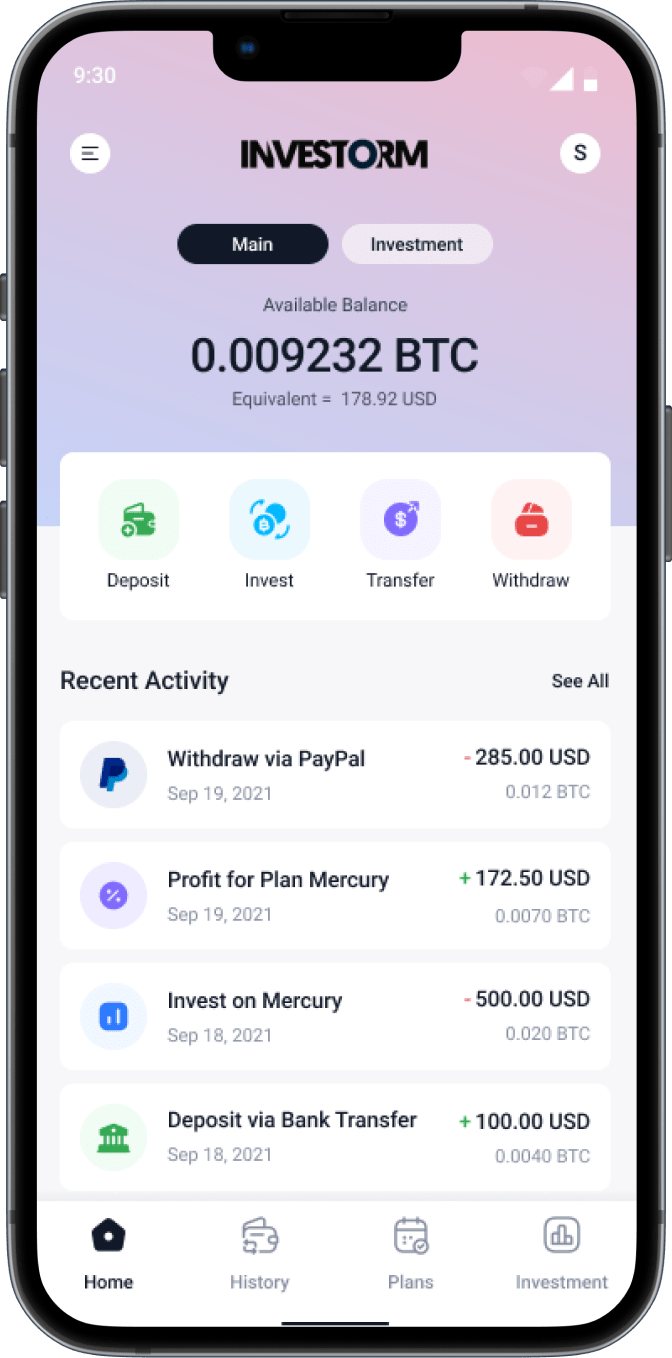 9:30
INVESTORM
S
Main Investment
Available Balance
0.009232 BTC
Equivalent = 178.92 USD
Deposit Invest Transfer Withdraw
Recent Activity See All
Withdraw via PayPal - 285.00 USD
Sep 19, 2021 0.012 BTC
Profit for Plan Mercury + 172.50 USD
Sep 19, 2021 0.0070 BTC
Invest on Mercury - 500.00 USD
Sep 18, 2021 0.020 BTC
Deposit via Bank Transfer + 100.00 USD
Sep 18, 2021 0.0040 BTC
Home History Plans Investment